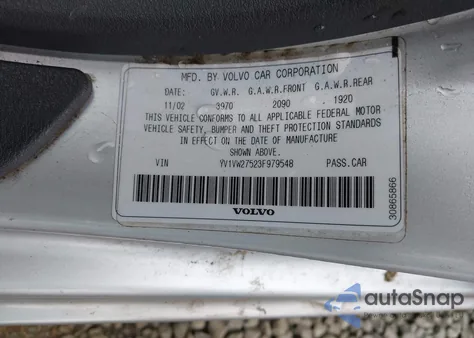 MFD. BY VOLVO CAR CORPORATION
DATE: GV.W.R. G.A.W.R.FRONT G.A.W.R.REAR
11/02 3970 2090 1920
THIS VEHICLE CONFORMS TO ALL APPLICABLE FEDERAL MOTOR
VEHICLE SAFETY, BUMPER AND THEFT PROTECTION STANDARDS
IN EFFECT ON THE DATE OF MANUFACTURE
SHOWN ABOVE.
VIN YV1VW27523F979548 PASS.CAR
VOLVO
30865866
autoSnap